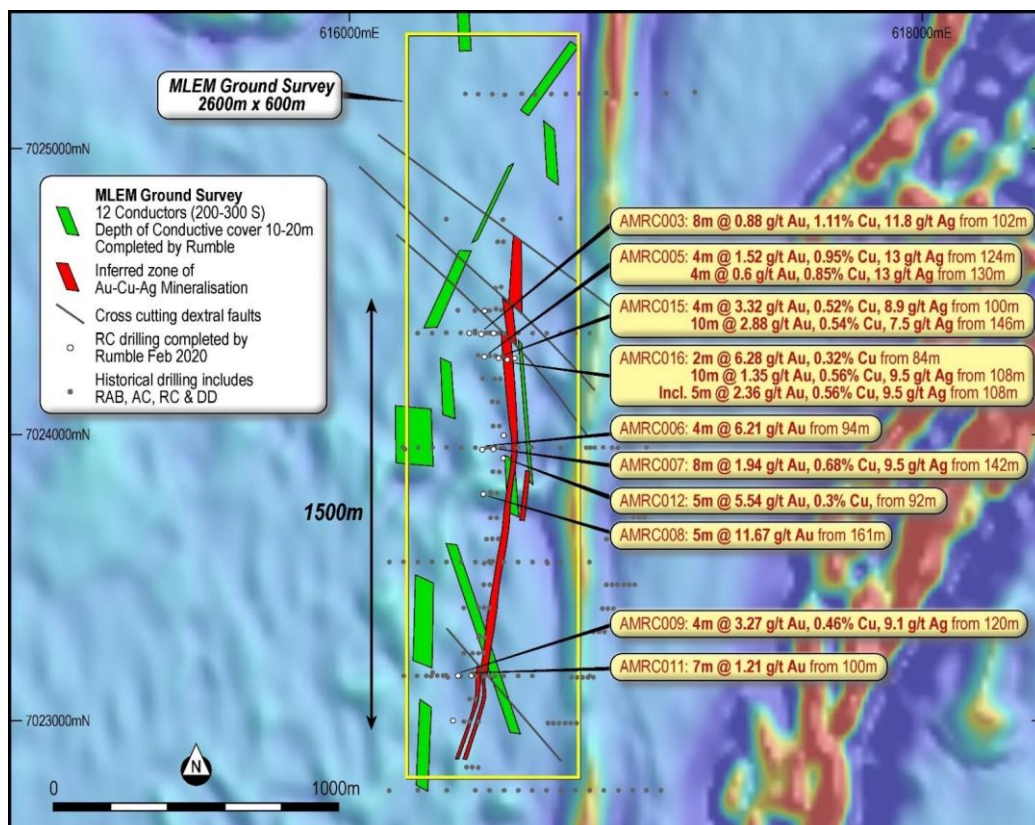 616000mE
618000mE
MLEM Ground Survey
2600m x 600m
7025000mN
MLEM Ground Survey
12 Conductors (200-300 S)
Depth of Conductive cover 10-20m
Completed by Rumble
Inferred zone of
Au-Cu-Ag Mineralisation
Cross cutting dextral faults
RC drilling completed by
Rumble Feb 2020
Historical drilling includes
RAB, AC, RC & DD
AMRC003: 8m @ 0.88 g/t Au, 1.11% Cu, 11.8 g/t Ag from 102m
AMRC005: 4m @ 1.52 g/t Au, 0.95% Cu, 13 g/t Ag from 124m
4m @ 0.6 g/t Au, 0.85% Cu, 13 g/t Ag from 130m
AMRC015: 4m @ 3.32 g/t Au, 0.52% Cu, 8.9 g/t Ag from 100m
10m @ 2.88 g/t Au, 0.54% Cu, 7.5 g/t Ag from 146m
AMRC016: 2m @ 6.28 g/t Au, 0.32% Cu from 84m
10m @ 1.35 g/t Au, 0.56% Cu, 9.5 g/t Ag from 108m
Incl. 5m @ 2.36 g/t Au, 0.56% Cu, 9.5 g/t Ag from 108m
7024000mN
AMRC006: 4m @ 6.21 g/t Au from 94m
AMRC007: 8m @ 1.94 g/t Au, 0.68% Cu, 9.5 g/t Ag from 142m
AMRC012: 5m @ 5.54 g/t Au, 0.3% Cu, from 92m
1500m
AMRC008: 5m @ 11.67 g/t Au from 161m
AMRC009: 4m @ 3.27 g/t Au, 0.46% Cu, 9.1 g/t Ag from 120m
AMRC011: 7m @ 1.21 g/t Au from 100m
7023000mN
N
0
1000m